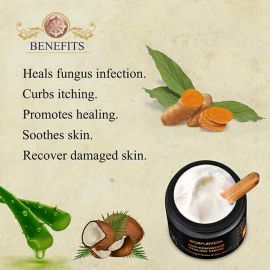 BENEFITS
Heals fungus infection.
Curbs itching.
Promotes healing.
Soothes skin.
Recover damaged skin.